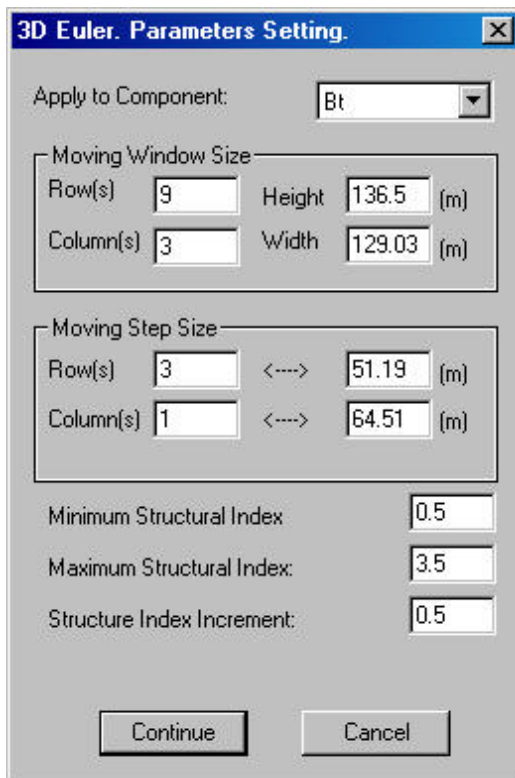 3D Euler. Parameters Setting.
Apply to Component: Bt
Moving Window Size
Row(s) 9 Height 136.5 (m)
Column(s) 3 Width 129.03 (m)
Moving Step Size
Row(s) 3 <----> 51.19 (m)
Column(s) 1 <----> 64.51 (m)
Minimum Structural Index 0.5
Maximum Structural Index: 3.5
Structure Index Increment: 0.5
Continue Cancel